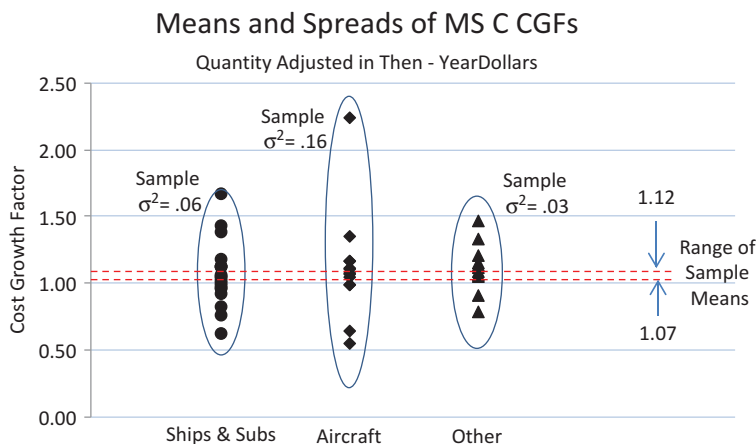 Means and Spreads of MS C CGFs
Quantity Adjusted in Then - YearDollars
Cost Growth Factor
2.50
2.00
1.50
1.00
0.50
0.00
Sample
σ²= .06
Sample
σ²= .16
Sample
σ²= .03
1.12
Range of
Sample
Means
1.07
Ships & Subs
Aircraft
Other